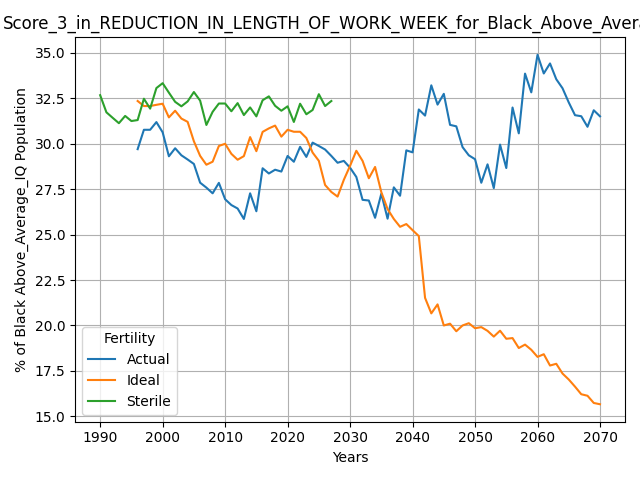 Score_3_in_REDUCTION_IN_LENGTH_OF_WORK_WEEK_for_Black_Above_Avera
% of Black Above_Average_IQ Population
35.0
32.5
30.0
27.5
25.0
22.5
20.0
17.5
15.0
Fertility
Actual
Ideal
Sterile
1990 2000 2010 2020 2030 2040 2050 2060 2070
Years